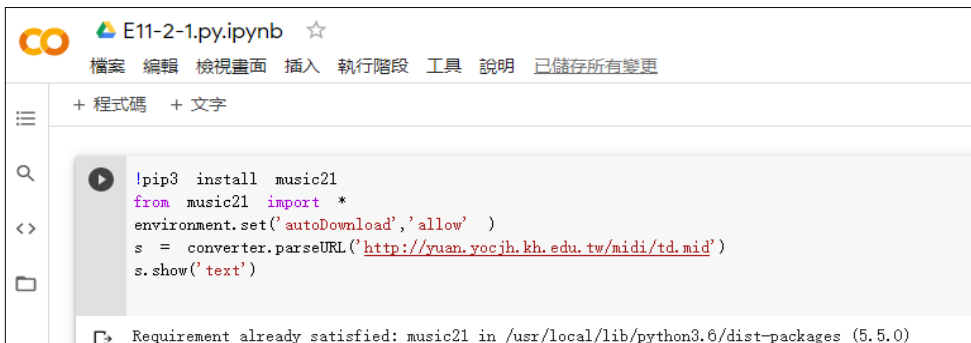 E11-2-1.py.ipynb
檔案 編輯 檢視畫面 插入 執行階段 工具 說明 已儲存所有變更
+ 程式碼 + 文字
!pip3 install music21
from music21 import *
environment.set('autoDownload','allow' )
s = converter.parseURL('http://yuan.yocjh.kh.edu.tw/midi/td.mid')
s.show('text')
Requirement already satisfied: music21 in /usr/local/lib/python3.6/dist-packages (5.5.0)